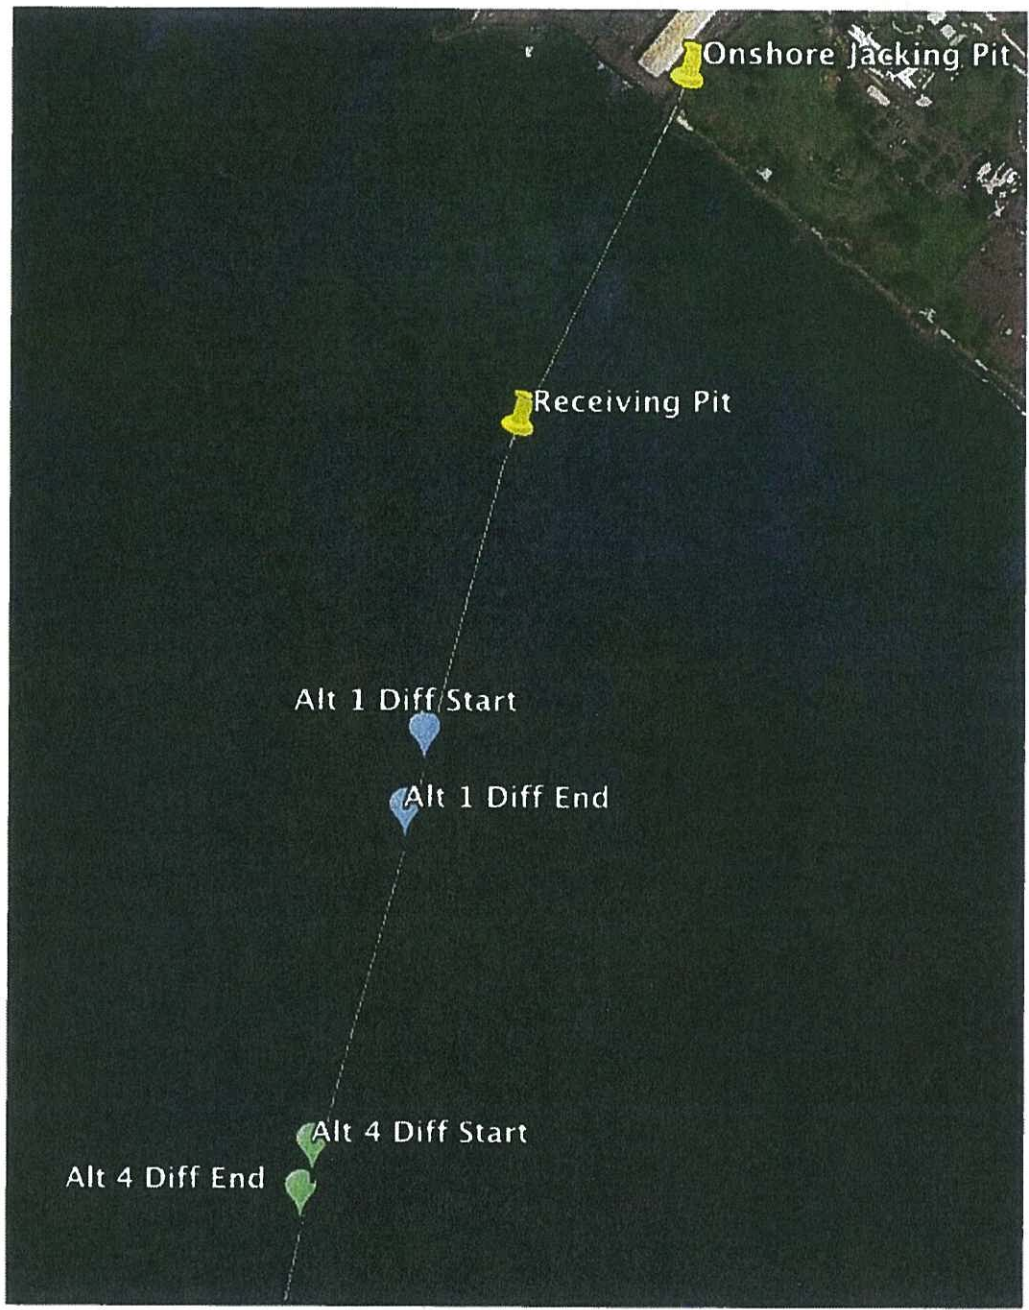 Onshore Jacking Pit
Receiving Pit
Alt 1 Diff Start
Alt 1 Diff End
Alt 4 Diff Start
Alt 4 Diff End